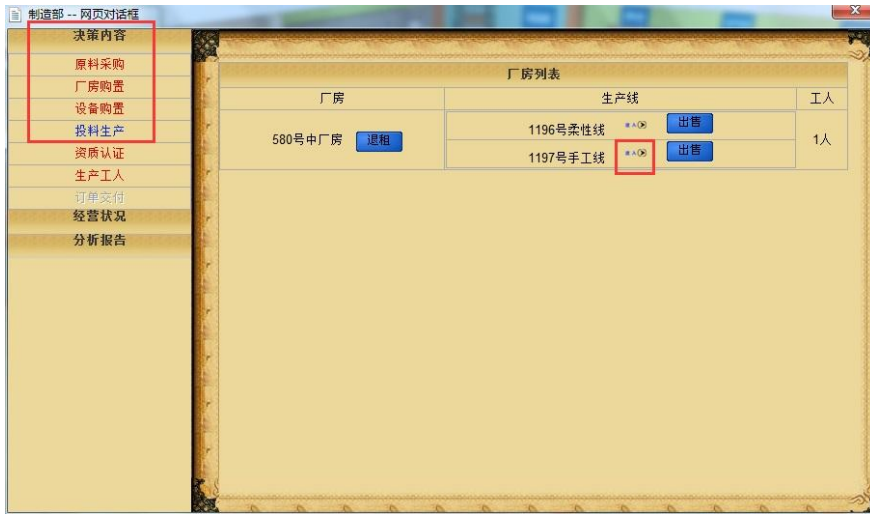 制造部 -- 网页对话框
X
决策内容
原料采购
厂房购置
设备购置
投料生产
资质认证
生产工人
订单交付
经营状况
分析报告
厂房列表
厂房 生产线 工人
580号中厂房 退租
1196号柔性线 出售
1197号手工线 出售
1人